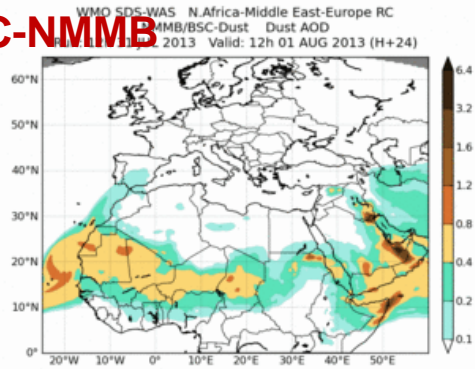 WMO SDS-WAS N.Africa-Middle East-Europe RC
C-NMMB
NMMB/BSC-Dust Dust AOD
2013 Valid: 12h 01 AUG 2013 (H+24)
60°N
50°N
40°N
30°N
20°N
10°N
0°
20°W 10°W 0° 10°E 20°E 30°E 40°E 50°E
6.4
3.2
1.6
1.2
0.8
0.4
0.2
0.1